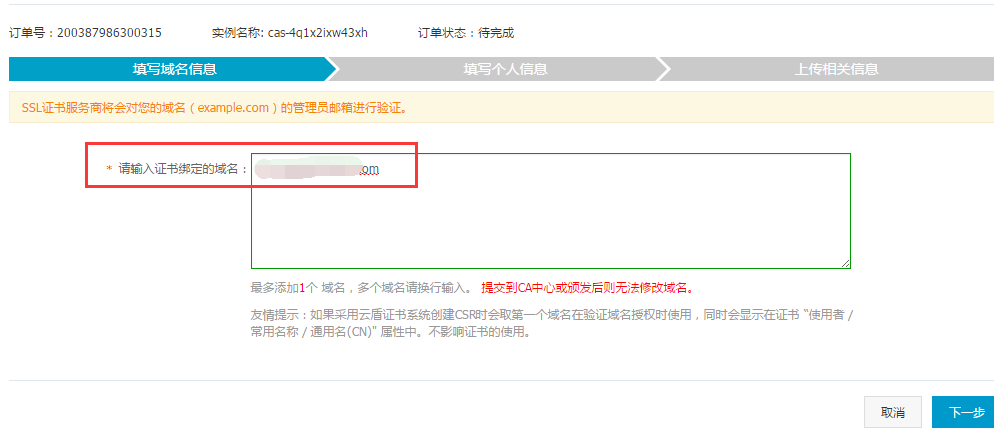 订单号：200387986300315 实例名称: cas-4q1x2ixw43xh 订单状态：待完成
填写域名信息 填写个人信息 上传相关信息
SSL证书服务商将会对您的域名（example.com）的管理员邮箱进行验证。
* 请输入证书绑定的域名： om
最多添加1个 域名，多个域名请换行输入。 提交到CA中心或颁发后则无法修改域名。
友情提示：如果采用云盾证书系统创建CSR时会取第一个域名在验证域名授权时使用，同时会显示在证书 “使用者 /
常用名称 / 通用名(CN)" 属性中。不影响证书的使用。
取消 下一步